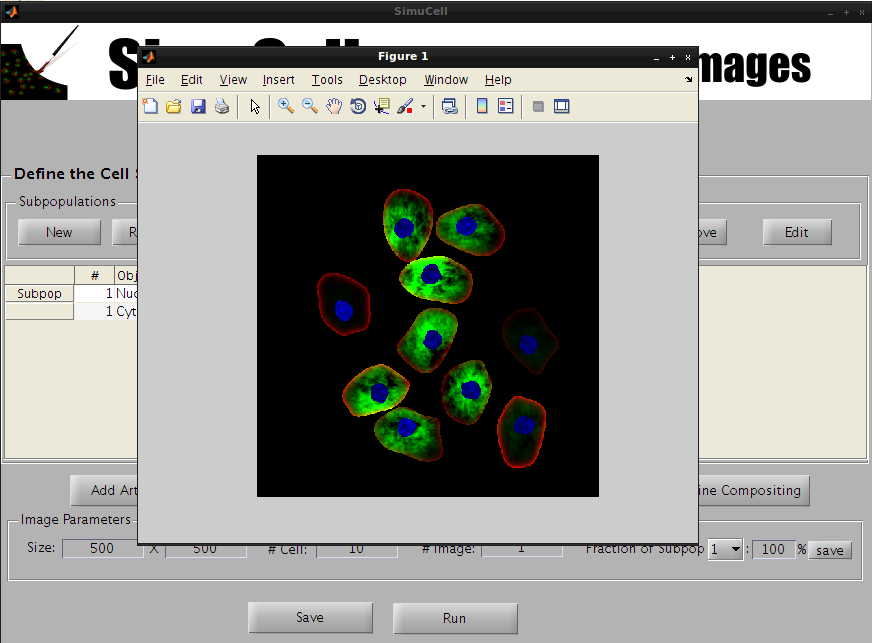 SimuCell
Figure 1
mages
File Edit View Insert Tools Desktop Window Help
Define the Cell
Subpopulations
New Edit
#
Subpop 1
1
Add
Compositing
Image Parameters
Size: 500 X 500 # Cell: 10 # Image: 1 Fraction of Subpop 1 : 100 % save
Save Run